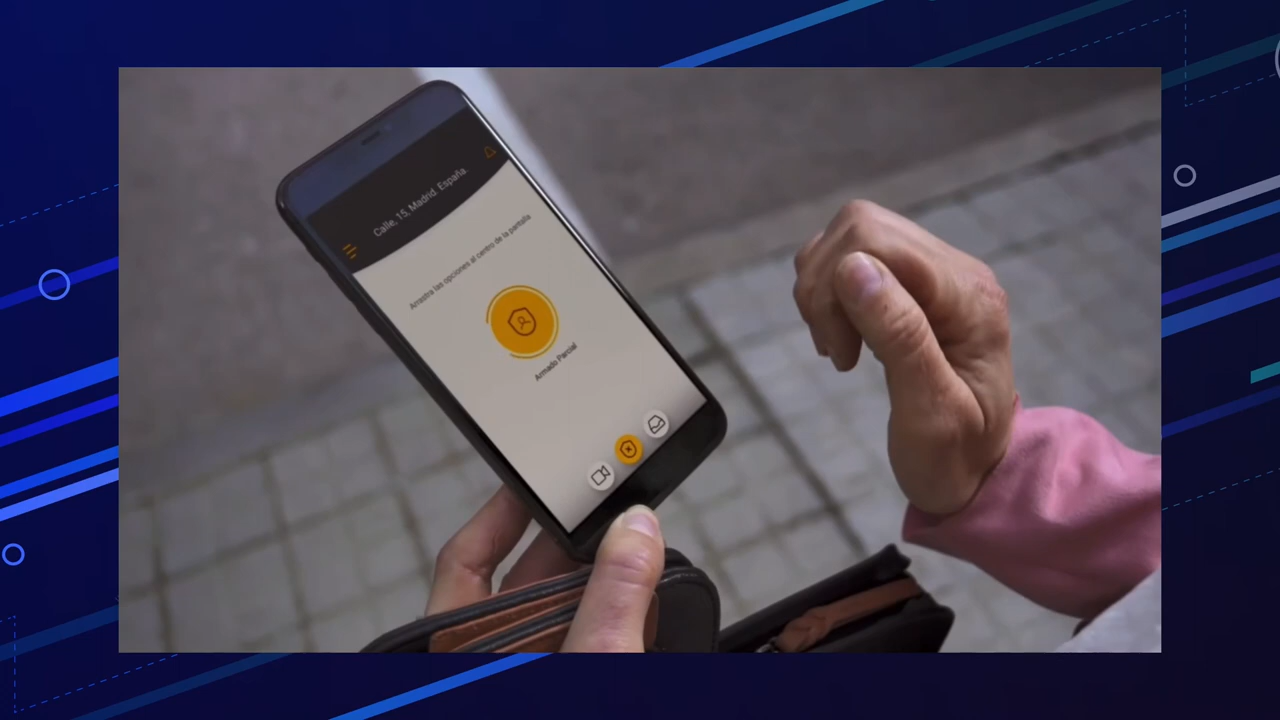 Calle, 15, Madrid. España.
Arrastra las opciones al centro de la pantalla
Armado Parcial